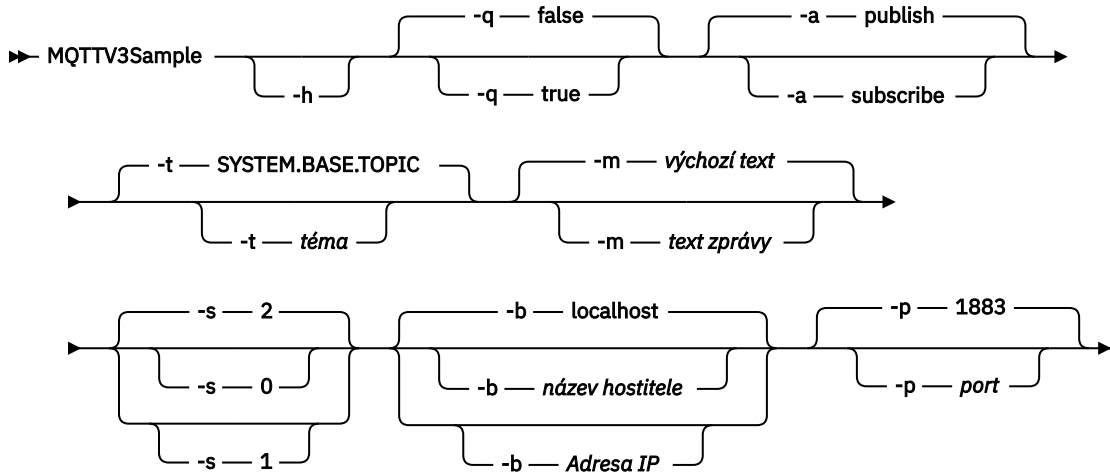 -q false -a publish
MQTTV3Sample
-h -q true -a subscribe
-t SYSTEM.BASE.TOPIC -m výchozí text
-t téma -m text zprávy
-s 2 -b localhost -p 1883
-s 0 -b název hostitele -p port
-s 1 -b Adresa IP